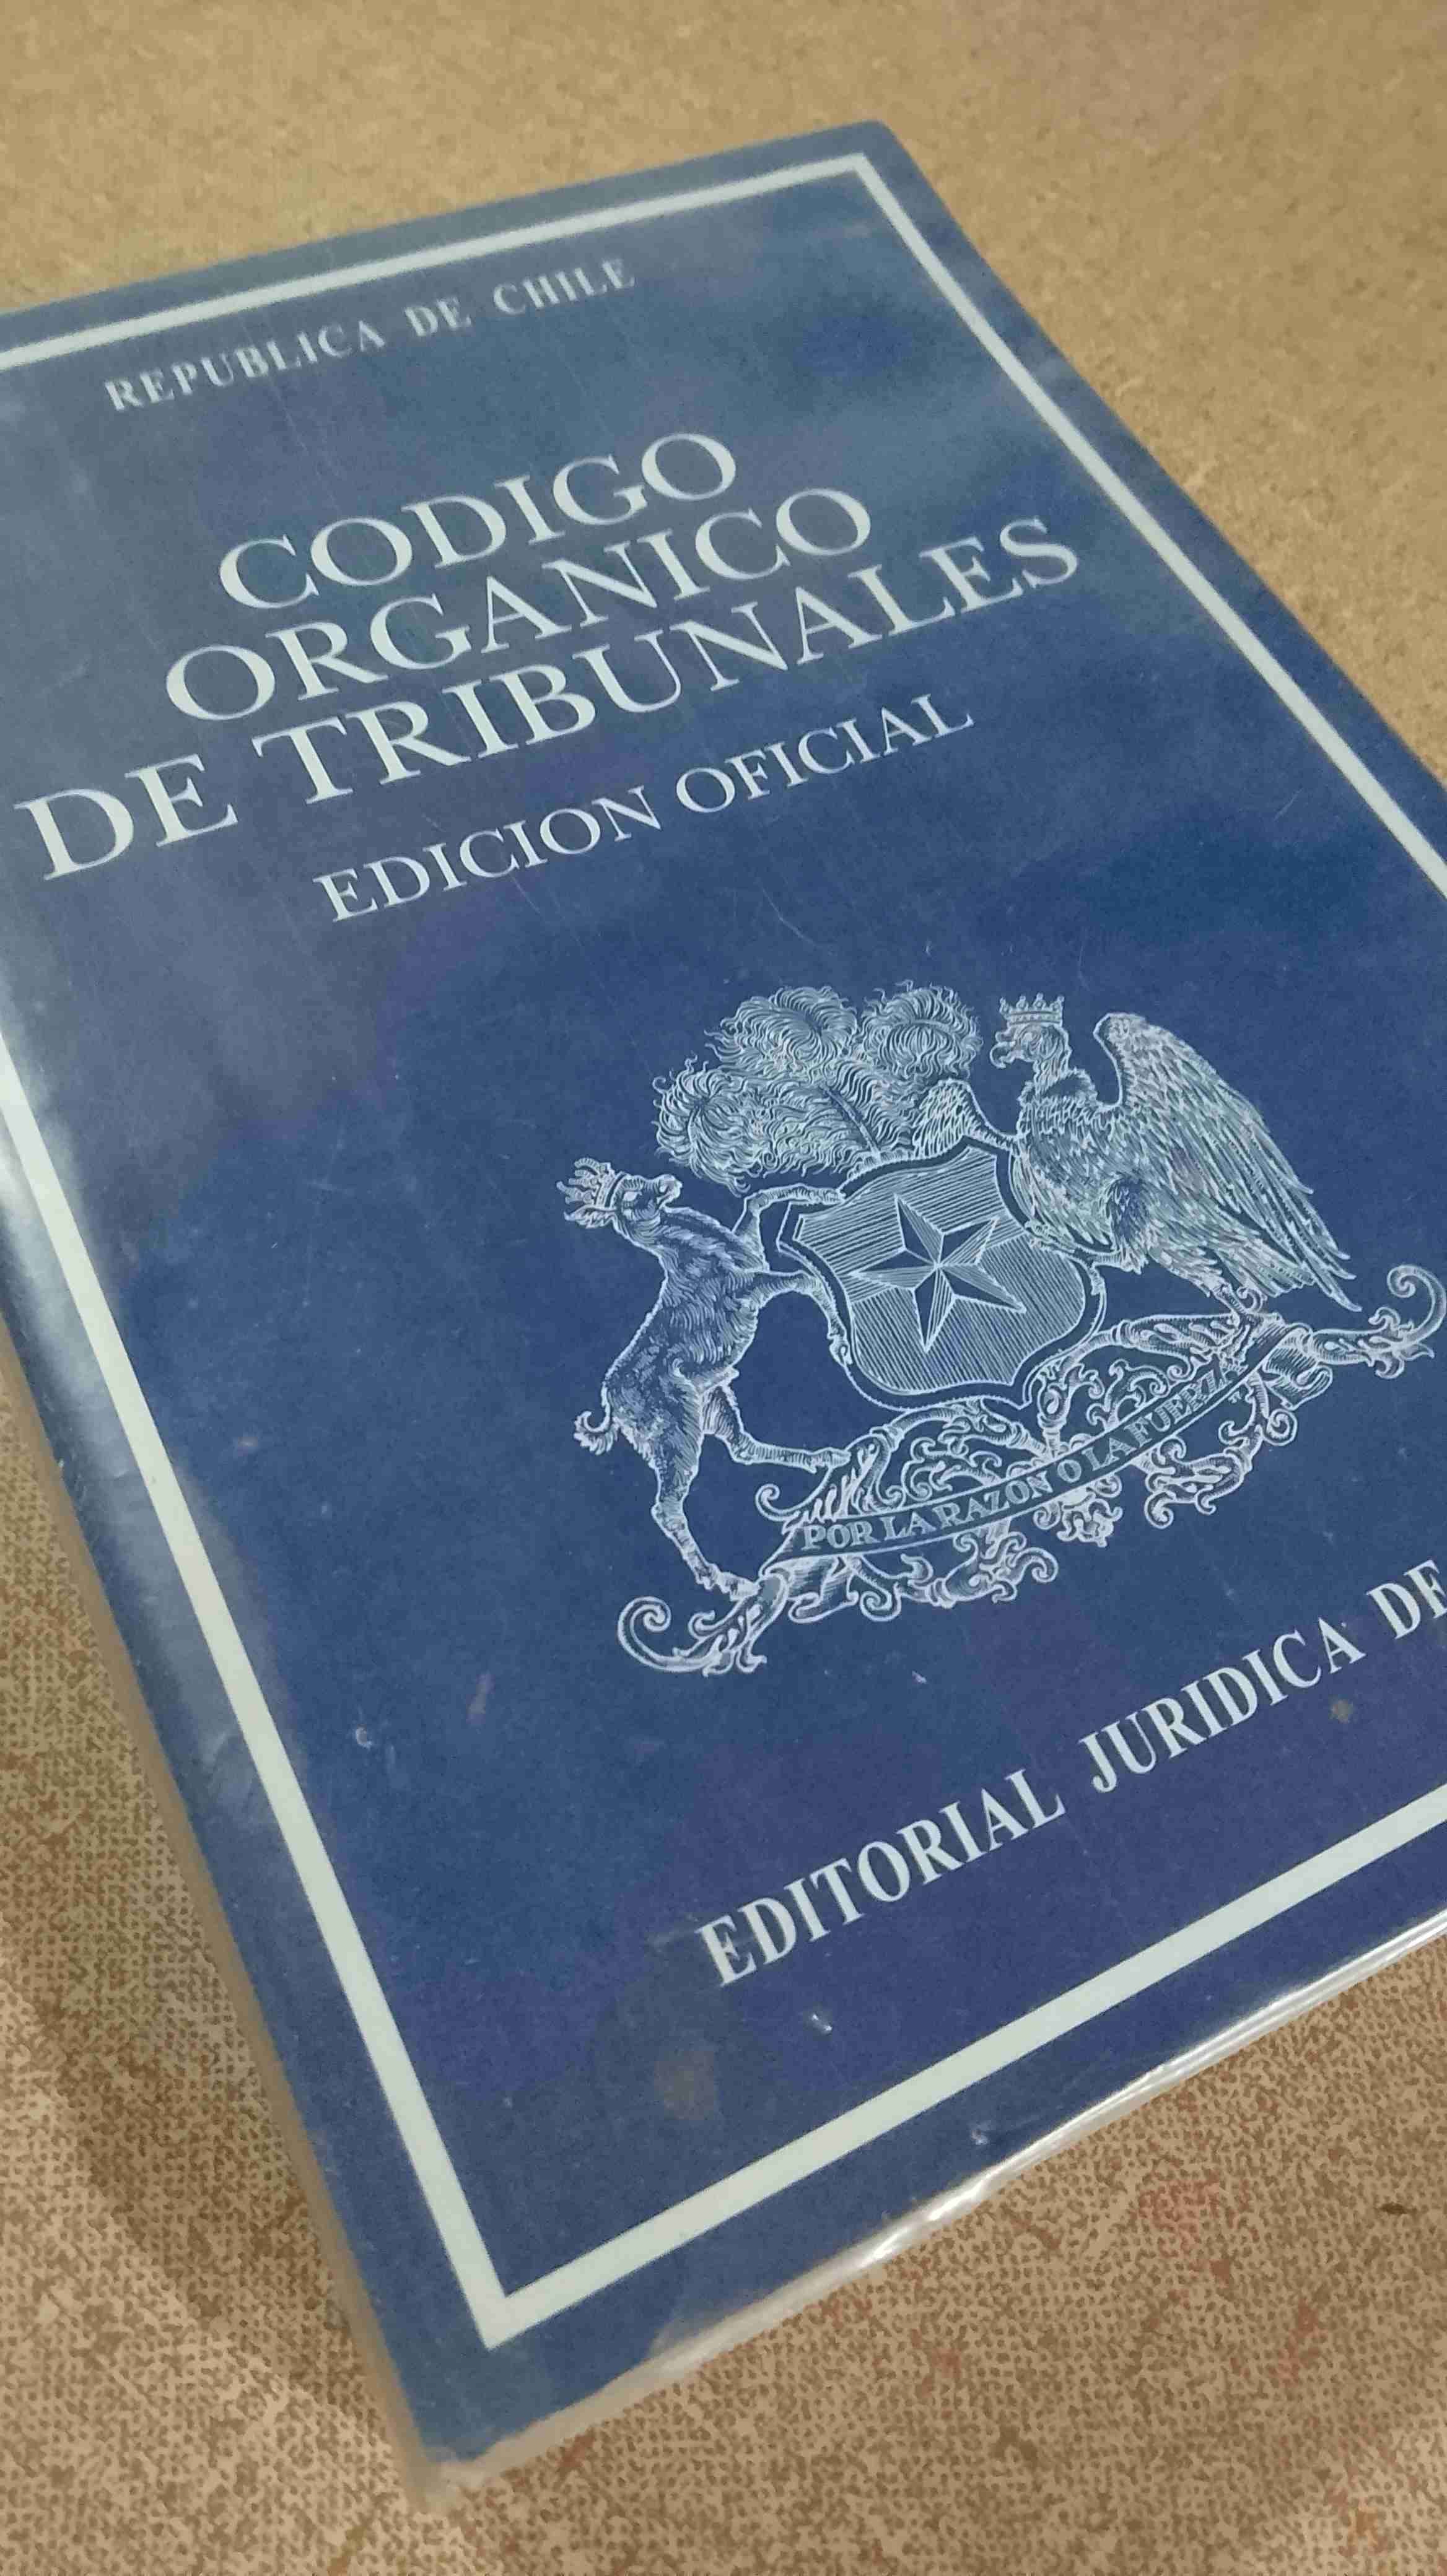 REPUBLICA DE CHILE
CODIGO
ORGANICO
DE TRIBUNALES
EDICION OFICIAL
POR LA RAZON O LA FUERZA
EDITORIAL JURIDICA DE